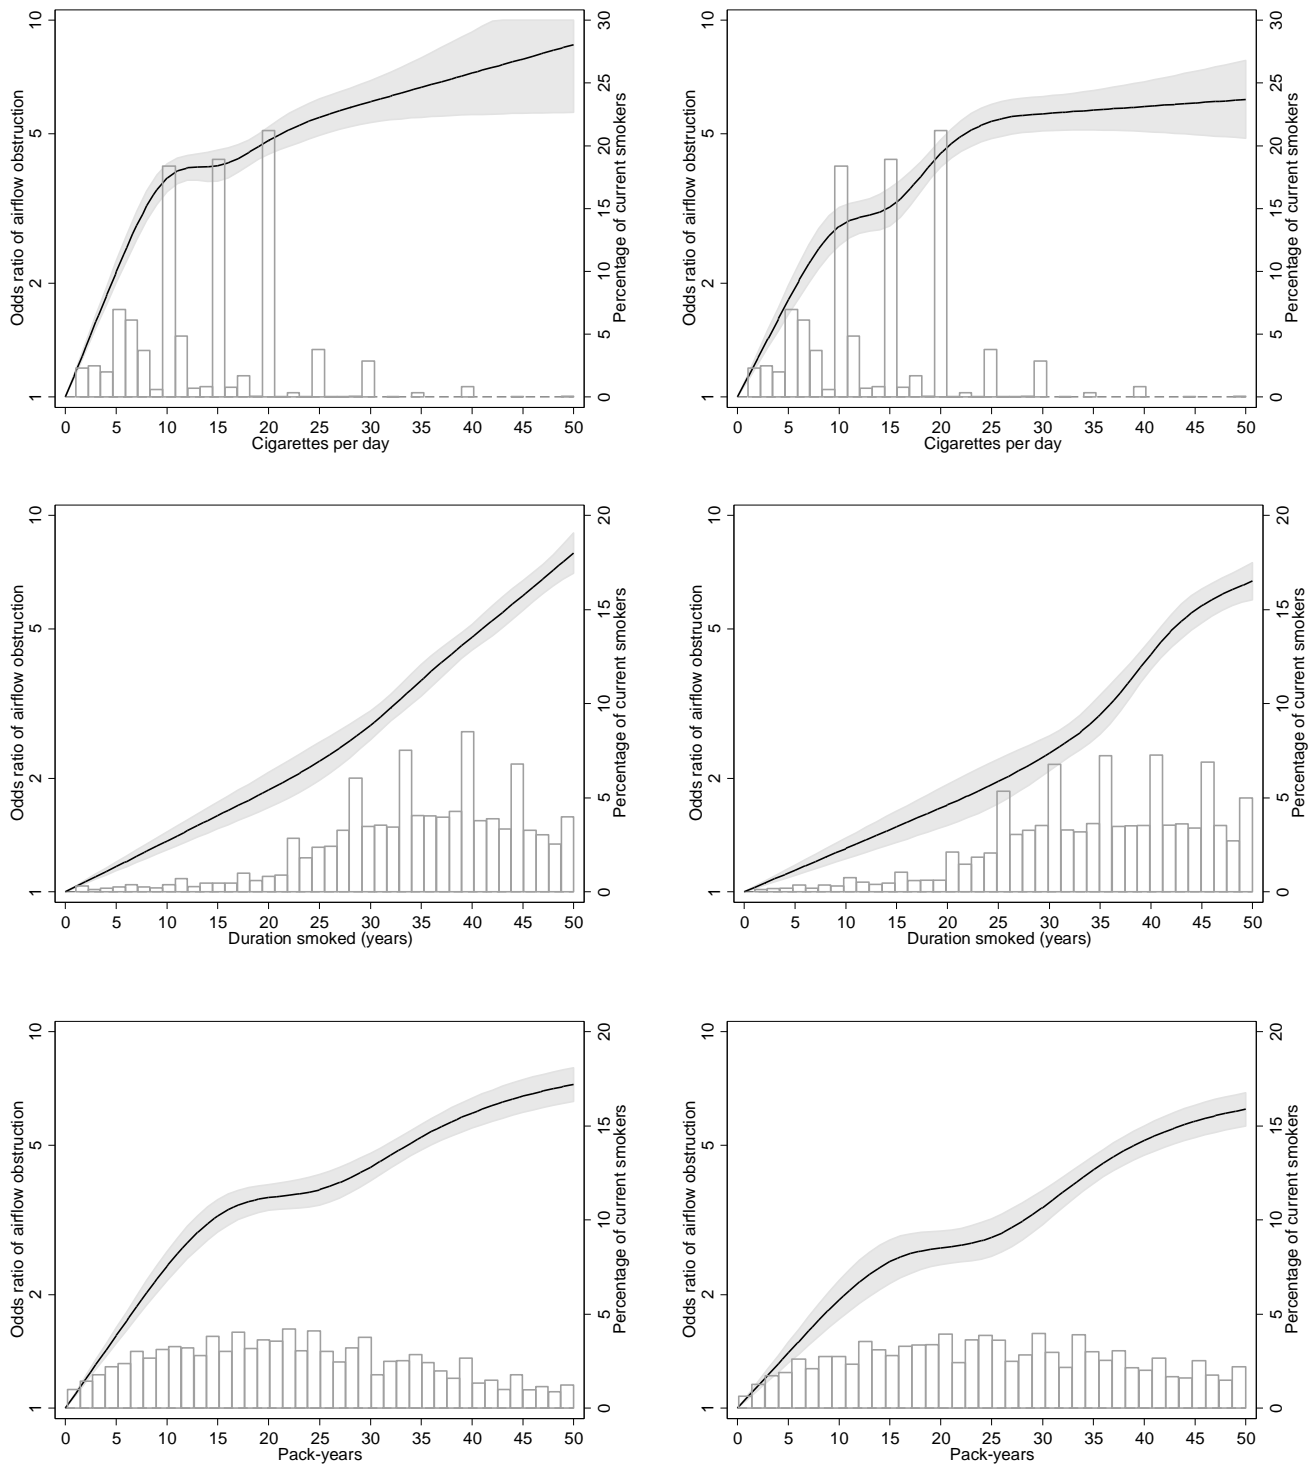 10
5
2
1
Odds ratio of airflow obstruction
30
25
20
15
10
5
0
Percentage of current smokers
0 5 10 15 20 25 30 35 40 45 50
Cigarettes per day
10
5
2
1
Odds ratio of airflow obstruction
30
25
20
15
10
5
0
Percentage of current smokers
0 5 10 15 20 25 30 35 40 45 50
Cigarettes per day
10
5
2
1
Odds ratio of airflow obstruction
20
15
10
5
0
Percentage of current smokers
0 5 10 15 20 25 30 35 40 45 50
Duration smoked (years)
10
5
2
1
Odds ratio of airflow obstruction
20
15
10
5
0
Percentage of current smokers
0 5 10 15 20 25 30 35 40 45 50
Duration smoked (years)
10
5
2
1
Odds ratio of airflow obstruction
20
15
10
5
0
Percentage of current smokers
0 5 10 15 20 25 30 35 40 45 50
Pack-years
10
5
2
1
Odds ratio of airflow obstruction
20
15
10
5
0
Percentage of current smokers
0 5 10 15 20 25 30 35 40 45 50
Pack-years